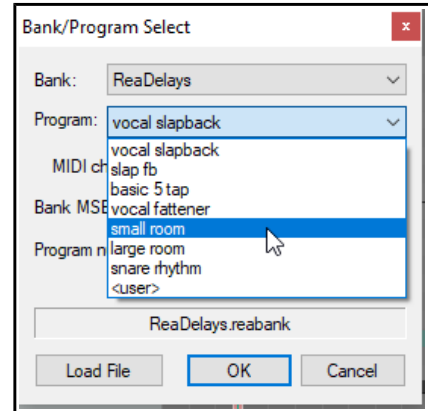 Bank/Program Select
x
Bank: ReaDelays
Program: vocal slapback
vocal slapback
MIDI ch
slap fb
basic 5 tap
Bank MSB
vocal fattener
small room
Program n
large room
snare rhythm
<user>
ReaDelays.reabank
Load File OK Cancel